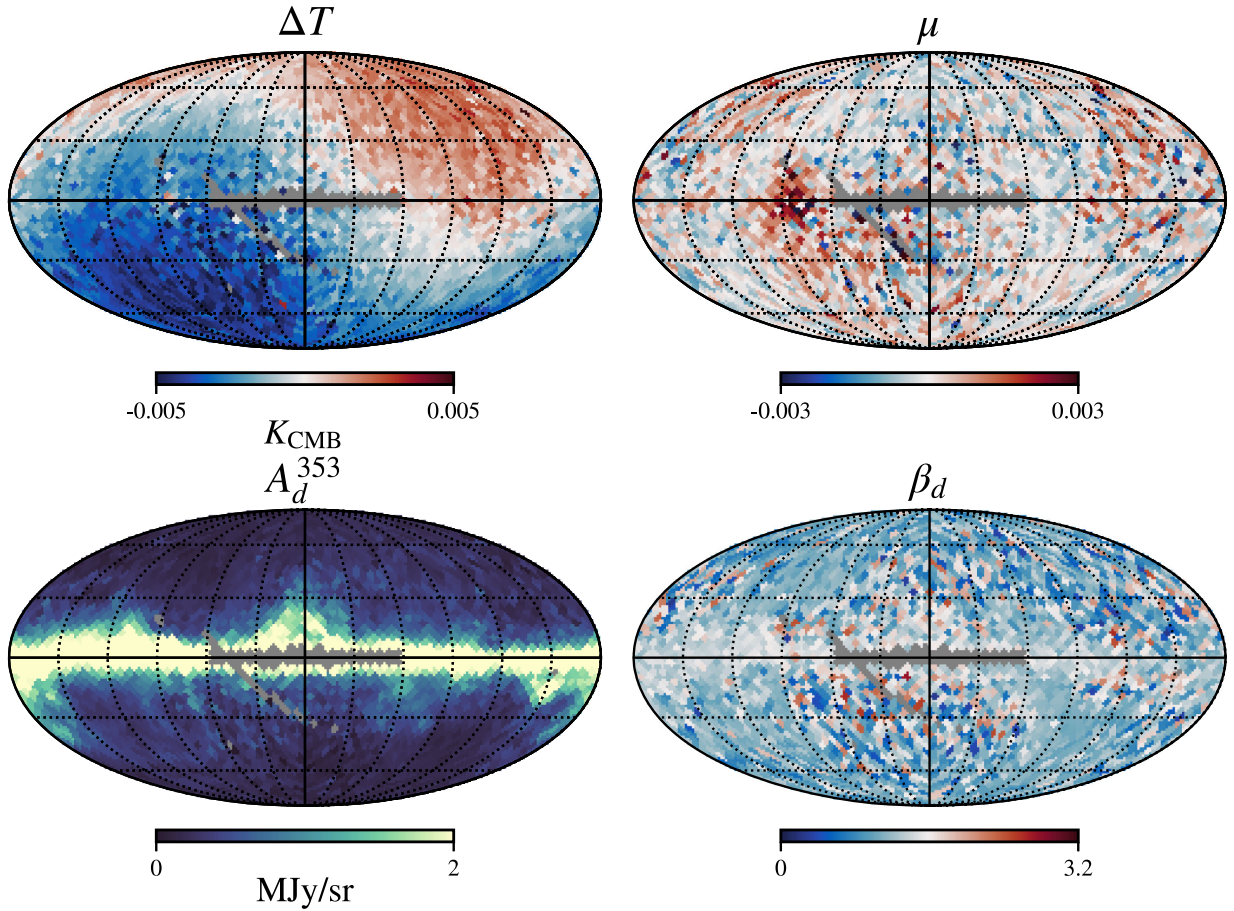 ΔT
μ
-0.005 0.005
-0.003 0.003
K_CMB
A_d^353
β_d
0 2
0 3.2
MJy/sr